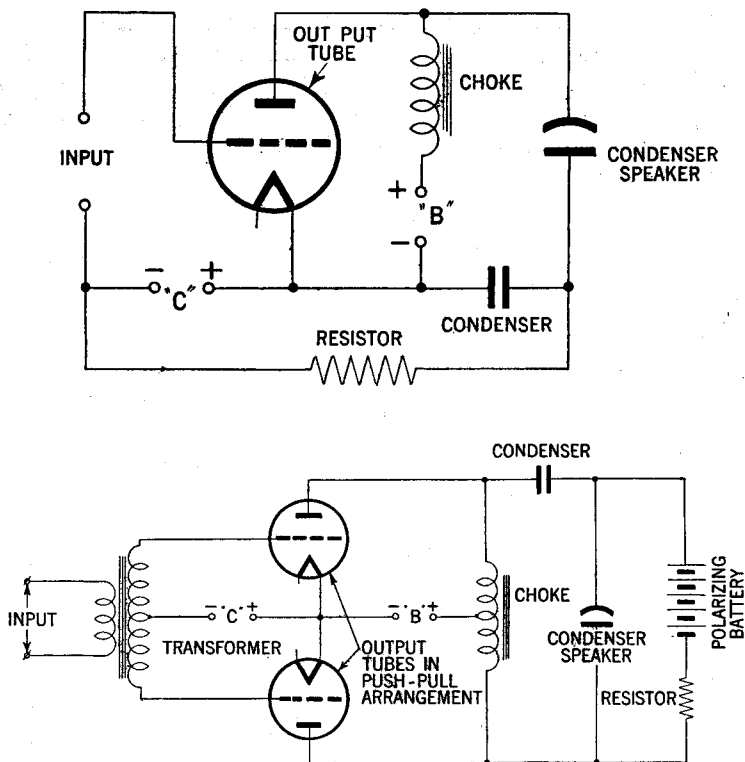 OUT PUT
TUBE
CHOKE
INPUT
CONDENSER
SPEAKER
+
"B"
−
− "C" +
CONDENSER
RESISTOR
CONDENSER
INPUT
TRANSFORMER
− "C" +
− "B" +
CHOKE
OUTPUT
TUBES IN
PUSH-PULL
ARRANGEMENT
CONDENSER
SPEAKER
POLARIZING
BATTERY
RESISTOR